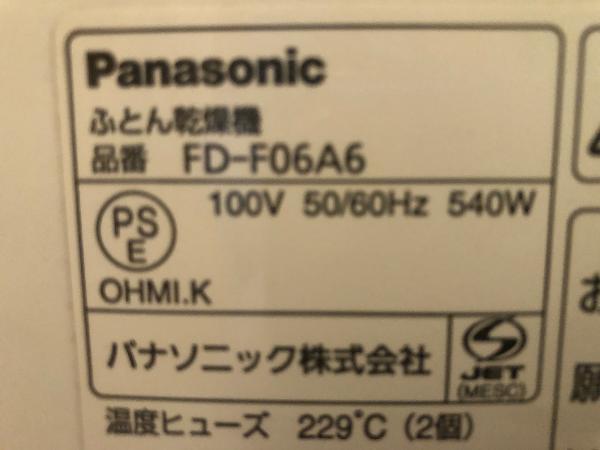 Panasonic
ふとん乾燥機
品番 FD-F06A6
100V 50/60Hz 540W
PS
E
OHMI.K
パナソニック株式会社
S
JET
(MESC)
温度ヒューズ 229℃ (2個)
お
願